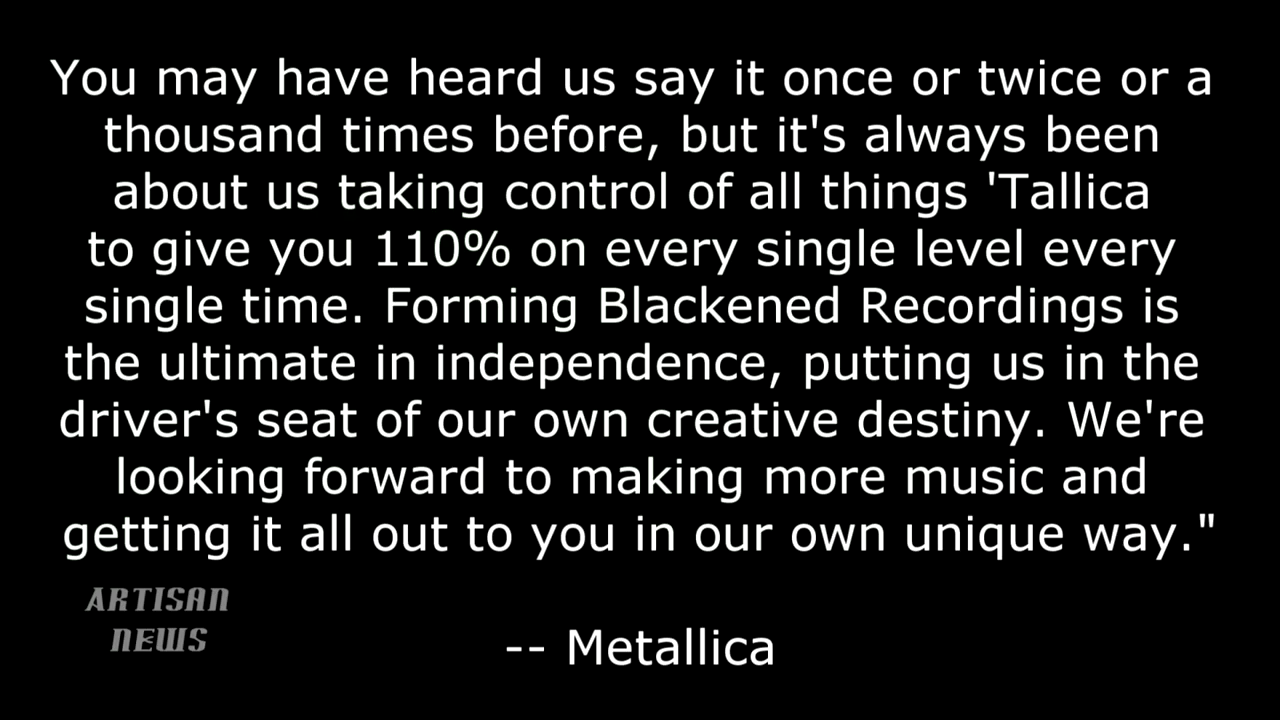 You may have heard us say it once or twice or a
thousand times before, but it's always been
about us taking control of all things 'Tallica
to give you 110% on every single level every
single time. Forming Blackened Recordings is
the ultimate in independence, putting us in the
driver's seat of our own creative destiny. We're
looking forward to making more music and
getting it all out to you in our own unique way."
ARTISAN
NEWS
-- Metallica